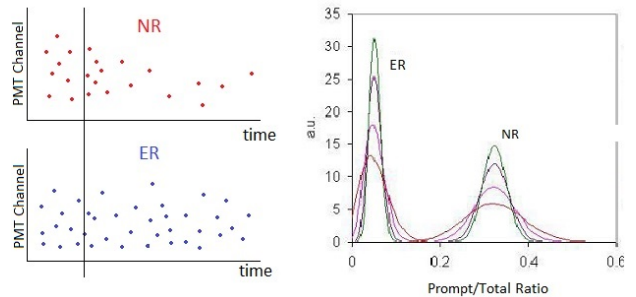 NR
PMT Channel
time
ER
PMT Channel
time
35
30
25
20
15
10
5
0
a.u.
ER
NR
0 0.2 0.4 0.6
Prompt/Total Ratio